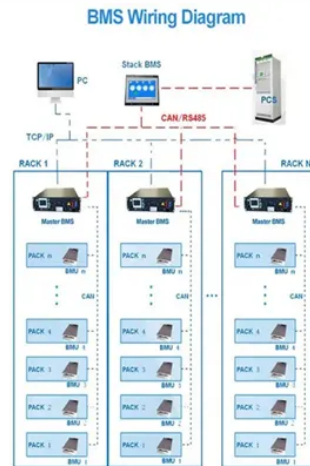 BMS Wiring Diagram
PC
Stack BMS
PCS
CAN/RS485
TCP/IP
RACK 1
RACK 2
RACK N
Master BMS
Master BMS
Master BMS
PACK n
PACK n
PACK n
BMU n
BMU n
BMU n
CAN
CAN
CAN
PACK 4
PACK 4
PACK 4
BMU 4
BMU 4
BMU 4
PACK 3
PACK 3
PACK 3
BMU 3
BMU 3
BMU 3
PACK 2
PACK 2
PACK 2
BMU 2
BMU 2
BMU 2
PACK 1
PACK 1
PACK 1
BMU 1
BMU 1
BMU 1